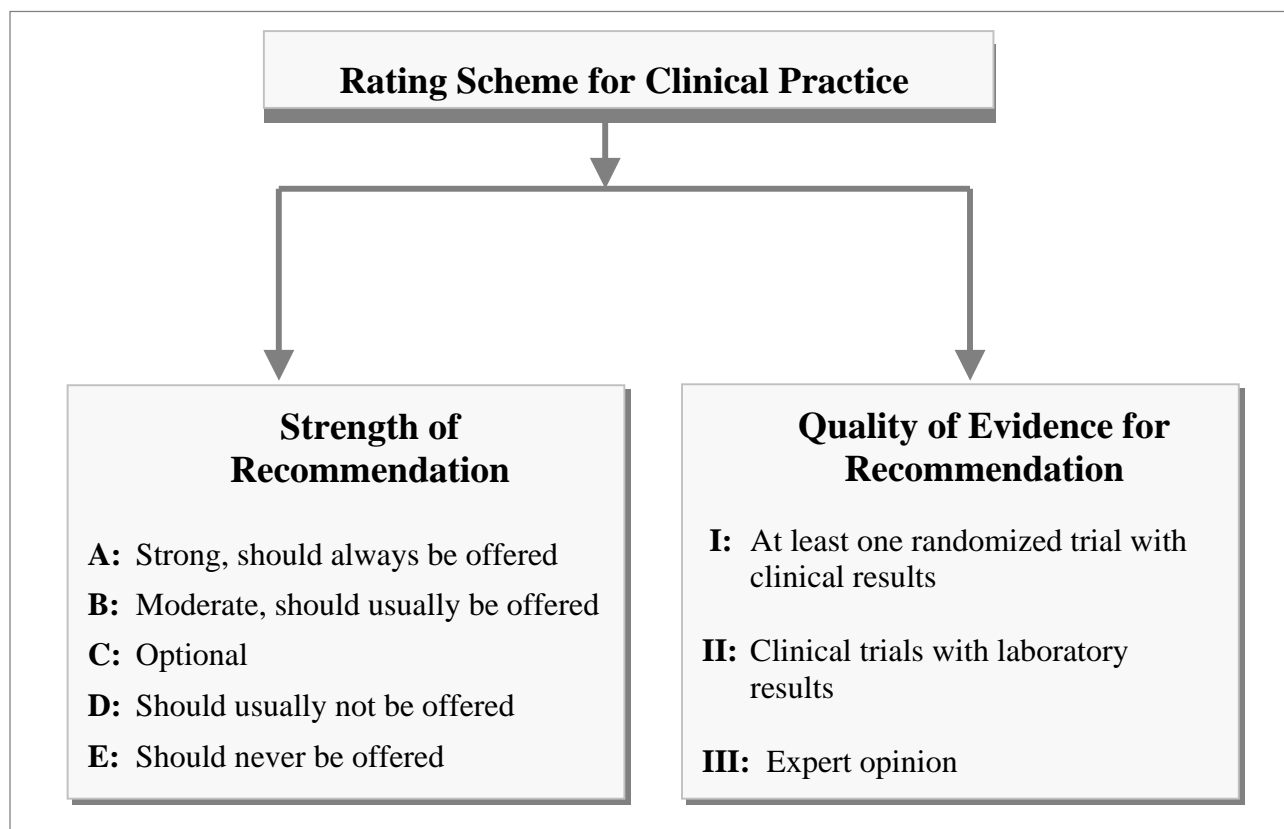 Rating Scheme for Clinical Practice
Strength of
Recommendation
A: Strong, should always be offered
B: Moderate, should usually be offered
C: Optional
D: Should usually not be offered
E: Should never be offered
Quality of Evidence for
Recommendation
I: At least one randomized trial with
clinical results
II: Clinical trials with laboratory
results
III: Expert opinion